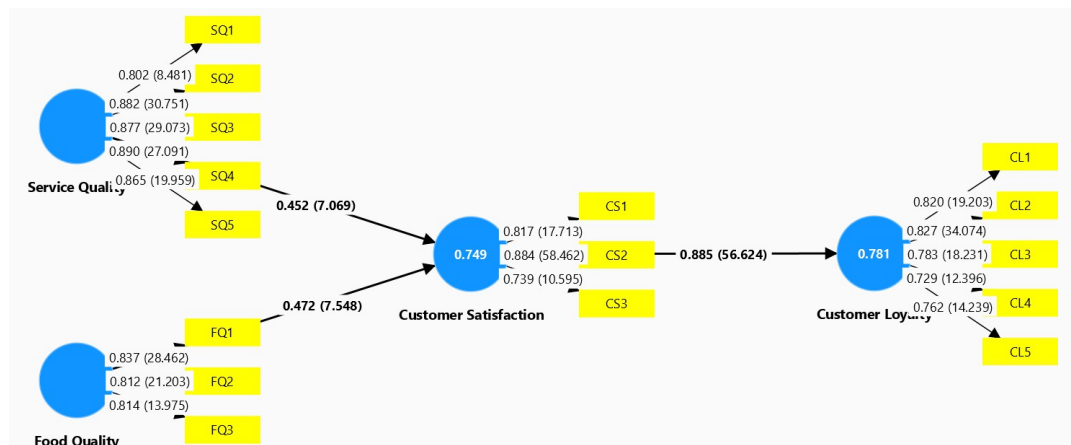 SQ1
0.802 (8.481)
SQ2
0.882 (30.751)
0.877 (29.073)
SQ3
0.890 (27.091)
0.865 (19.959)
SQ4
Service Quality
SQ5
0.452 (7.069)
FQ1
0.837 (28.462)
0.812 (21.203)
FQ2
0.814 (13.975)
FQ3
Food Quality
0.472 (7.548)
0.749
CS1
0.817 (17.713)
0.884 (58.462)
CS2
0.739 (10.595)
CS3
Customer Satisfaction
0.885 (56.624)
0.781
CL1
0.820 (19.203)
CL2
0.827 (34.074)
0.783 (18.231)
CL3
0.729 (12.396)
CL4
0.762 (14.239)
Customer Loyalty
CL5